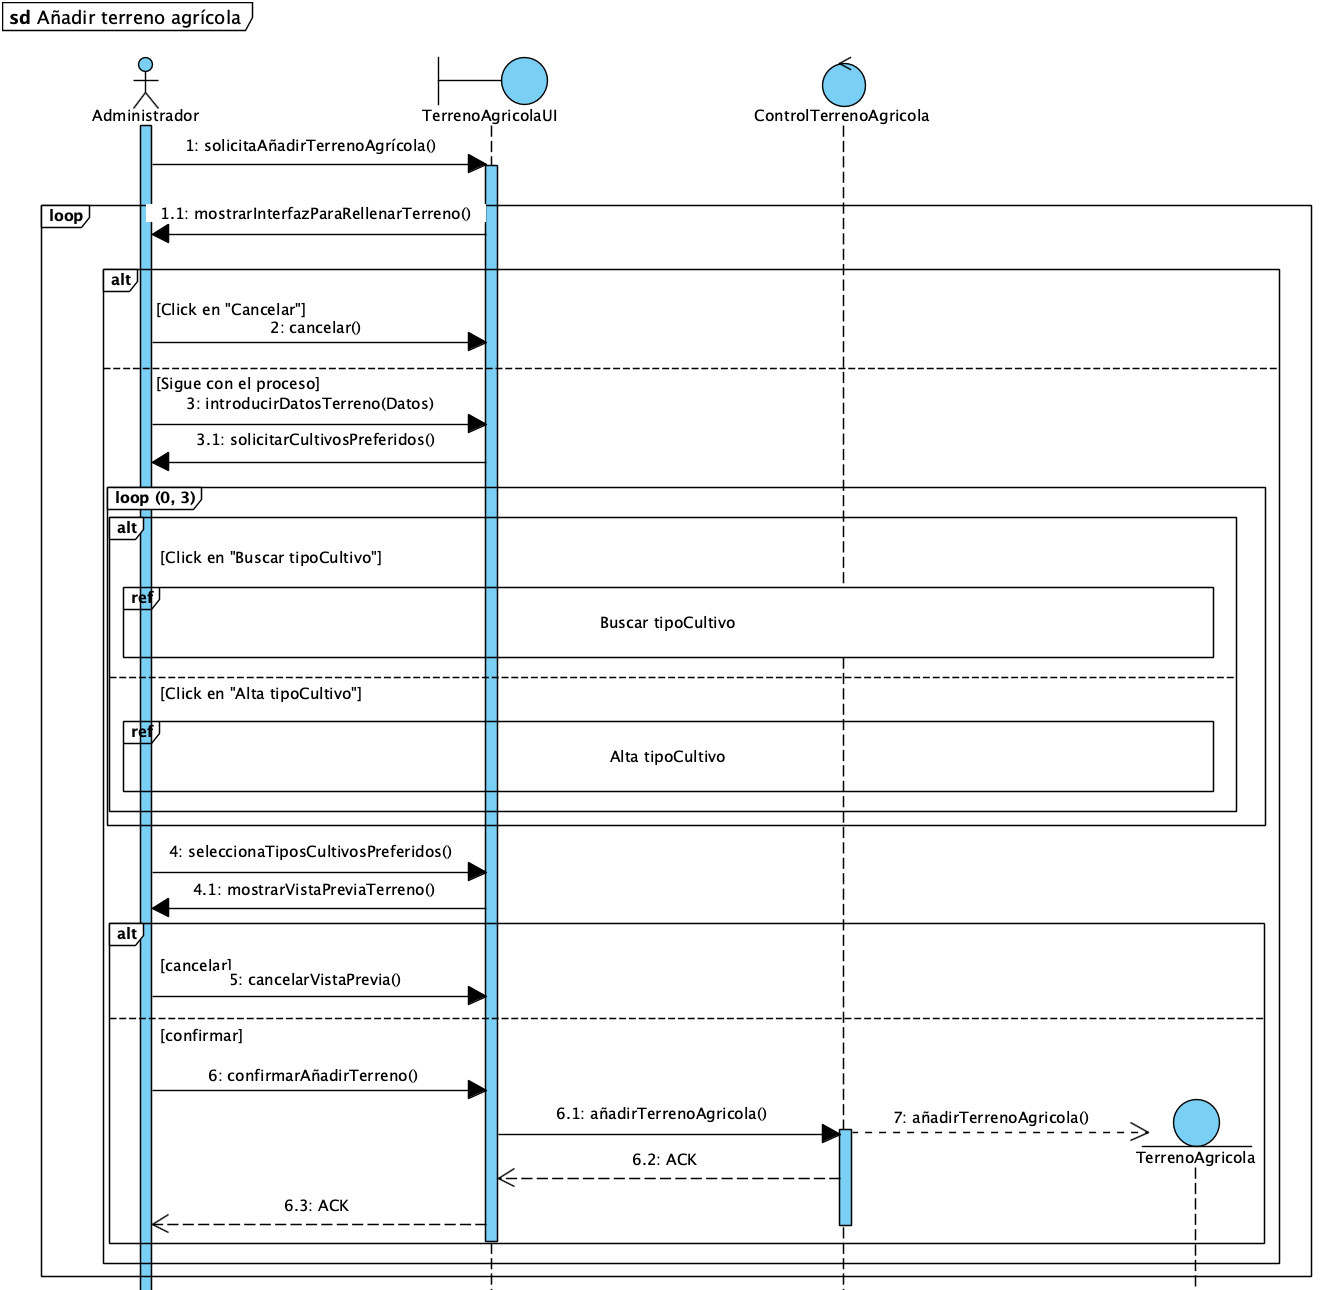 sd Añadir terreno agrícola
Administrador
TerrenoAgricolaUI
ControlTerrenoAgricola
1: solicitaAñadirTerrenoAgrícola()
loop
1.1: mostrarInterfazParaRellenarTerreno()
alt
[Click en "Cancelar"]
2: cancelar()
[Sigue con el proceso]
3: introducirDatosTerreno(Datos)
3.1: solicitarCultivosPreferidos()
loop (0, 3)
alt
[Click en "Buscar tipoCultivo"]
ref
Buscar tipoCultivo
[Click en "Alta tipoCultivo"]
ref
Alta tipoCultivo
4: seleccionaTiposCultivosPreferidos()
4.1: mostrarVistaPreviaTerreno()
alt
[cancelar]
5: cancelarVistaPrevia()
[confirmar]
6: confirmarAñadirTerreno()
6.1: añadirTerrenoAgricola()
7: añadirTerrenoAgricola()
TerrenoAgricola
6.2: ACK
6.3: ACK